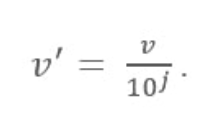 v' = v / 10^j .